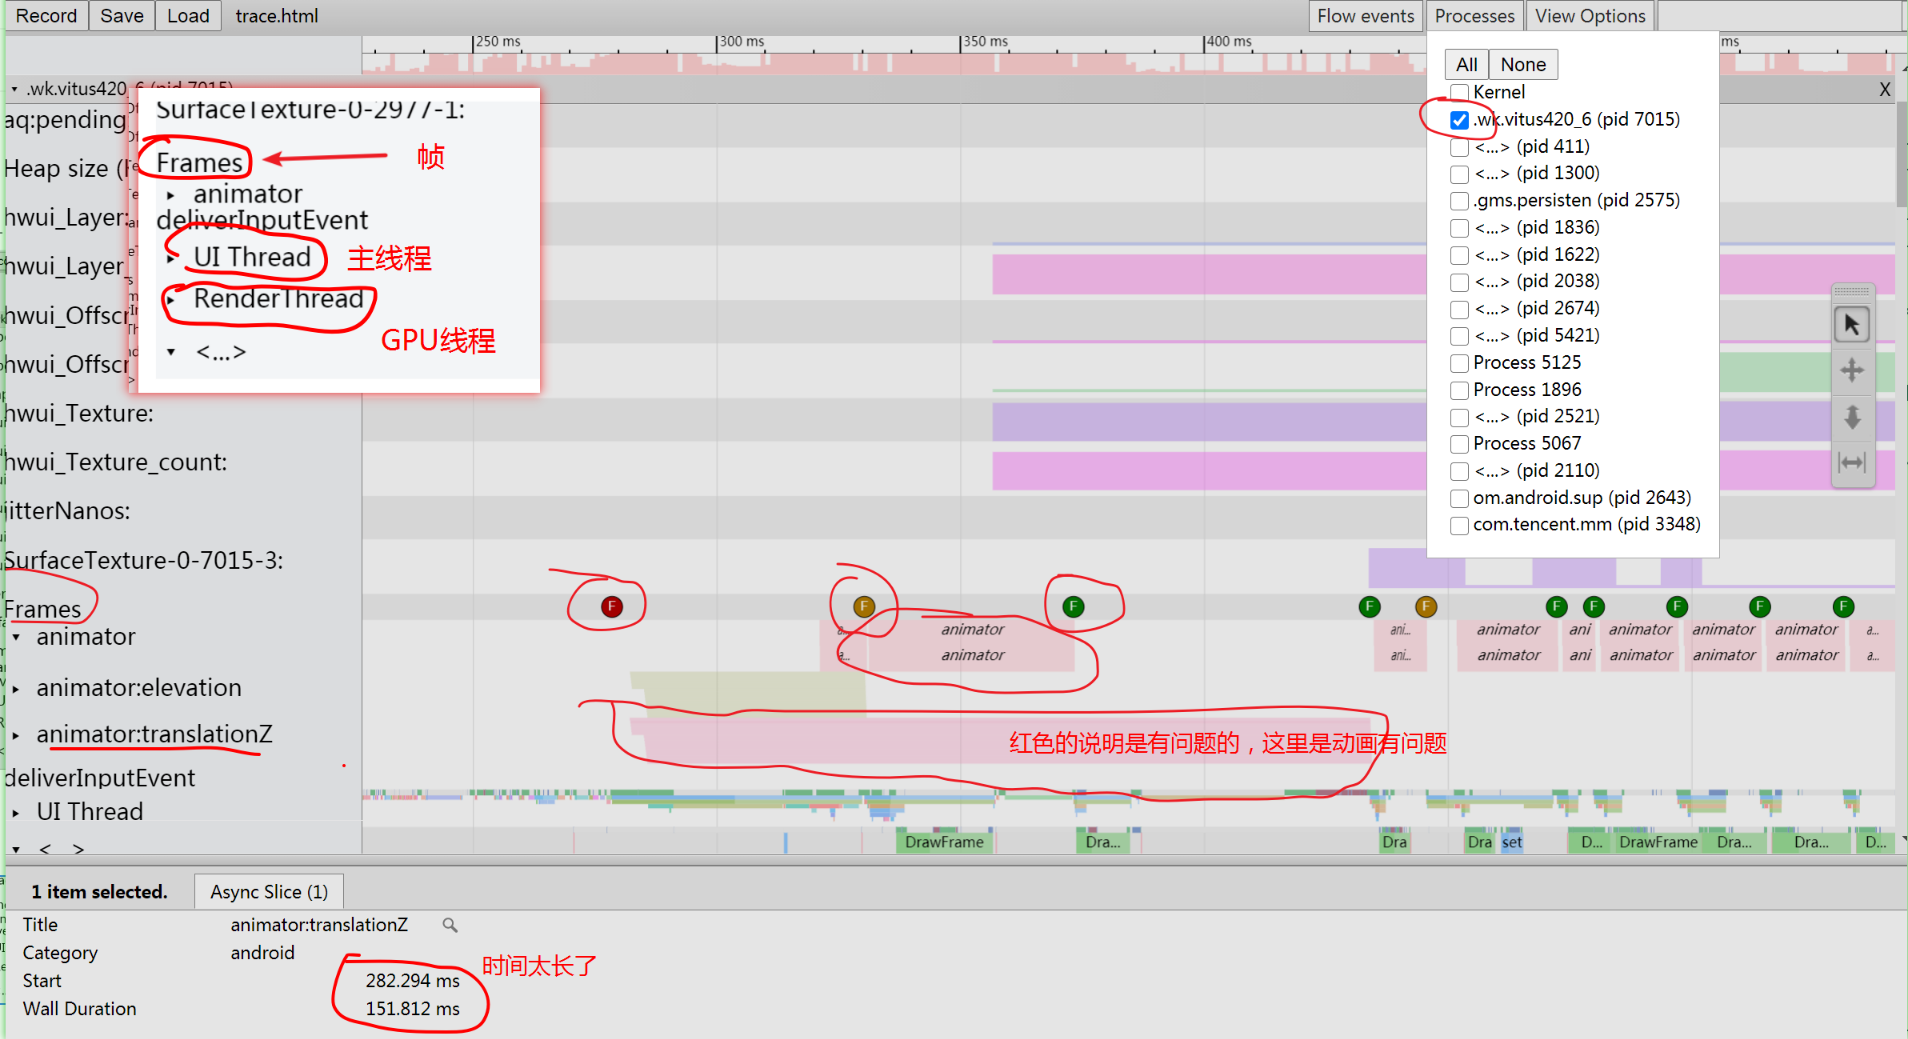 Record Save Load trace.html Flow events Processes View Options
250 ms 300 ms 350 ms 400 ms ms
.wk.vitus420_6 (pid 7015) X
aq:pending
Heap size (
hwui_Layer:
hwui_Layer_
hwui_Offscr
hwui_Offscr
hwui_Texture:
hwui_Texture_count:
jitterNanos:
SurfaceTexture-0-7015-3:
Frames
animator
animator:elevation
animator:translationZ
deliverInputEvent
UI Thread
<...>
SurfaceTexture-0-2977-1:
Frames 帧
animator
deliverInputEvent
UI Thread 主线程
RenderThread
GPU线程
<...>
All None
Kernel
.wk.vitus420_6 (pid 7015)
<...> (pid 411)
<...> (pid 1300)
.gms.persisten (pid 2575)
<...> (pid 1836)
<...> (pid 1622)
<...> (pid 2038)
<...> (pid 2674)
<...> (pid 5421)
Process 5125
Process 1896
<...> (pid 2521)
Process 5067
<...> (pid 2110)
om.android.sup (pid 2643)
com.tencent.mm (pid 3348)
F F F F F F F F F F
a... animator ani... animator ani animator animator animator a...
a... animator ani... animator ani animator animator animator a...
红色的说明是有问题的，这里是动画有问题
DrawFrame Dra... Dra Dra set D... DrawFrame Dra... Dra... D...
1 item selected. Async Slice (1)
Title animator:translationZ
Category android
Start 282.294 ms
Wall Duration 151.812 ms
时间太长了